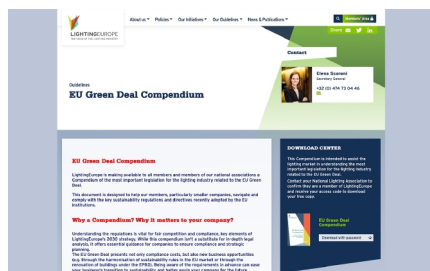 About us Policies Our Initiatives Our Guidelines News & Publications
Members' Area
LIGHTINGEUROPE
THE VOICE OF THE LIGHTING INDUSTRY
Share
Contact
Elena Scaroni
Secretary General
+32 (0) 474 73 04 46
Guidelines
EU Green Deal Compendium
EU Green Deal Compendium
LightingEurope is making available to all members and members of our national associations a
Compendium of the most important legislation for the lighting industry related to the EU Green
Deal.
This document is designed to help our members, particularly smaller companies, navigate and
comply with the key sustainability regulations and directives recently adopted by the EU
institutions.
Why a Compendium? Why it matters to your company?
Understanding the regulations is vital for fair competition and compliance, key elements of
LightingEurope's 2030 strategy. While this compendium isn't a substitute for in-depth legal
analysis, it offers essential guidance for companies to ensure compliance and strategic
planning.
The EU Green Deal presents not only compliance costs, but also new business opportunities
(e.g. through the harmonisation of sustainability rules in the EU market or through the
renovation of buildings under the EPBD). Being aware of the requirements in advance can ease
your business's transition to sustainability and better equip your company for the future.
DOWNLOAD CENTER
This Compendium is intended to assist the
lighting market in understanding the most
important legislation for the lighting industry
related to the EU Green Deal.
Contact your National Lighting Association to
confirm they are a member of LightingEurope
and receive your access code to download
your free copy.
EU Green Deal
Compendium
Download with password